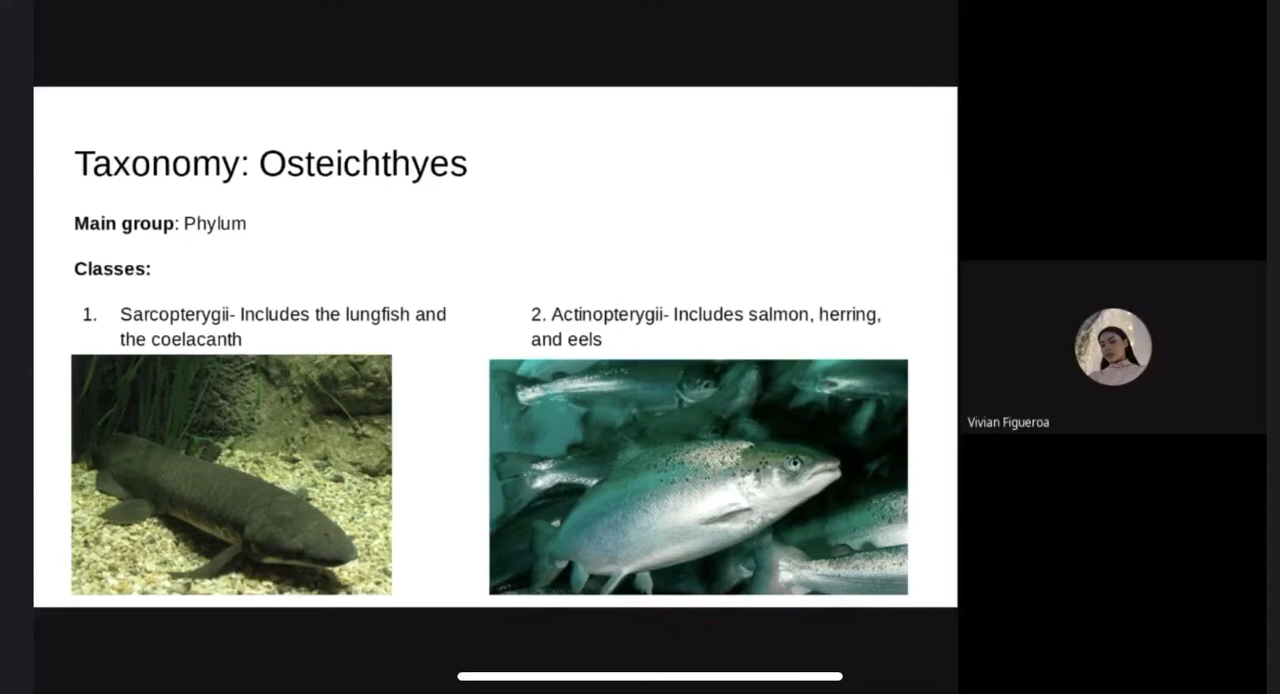 Taxonomy: Osteichthyes
Main group: Phylum
Classes:
1. Sarcopterygii- Includes the lungfish and
the coelacanth
2. Actinopterygii- Includes salmon, herring,
and eels
Vivian Figueroa